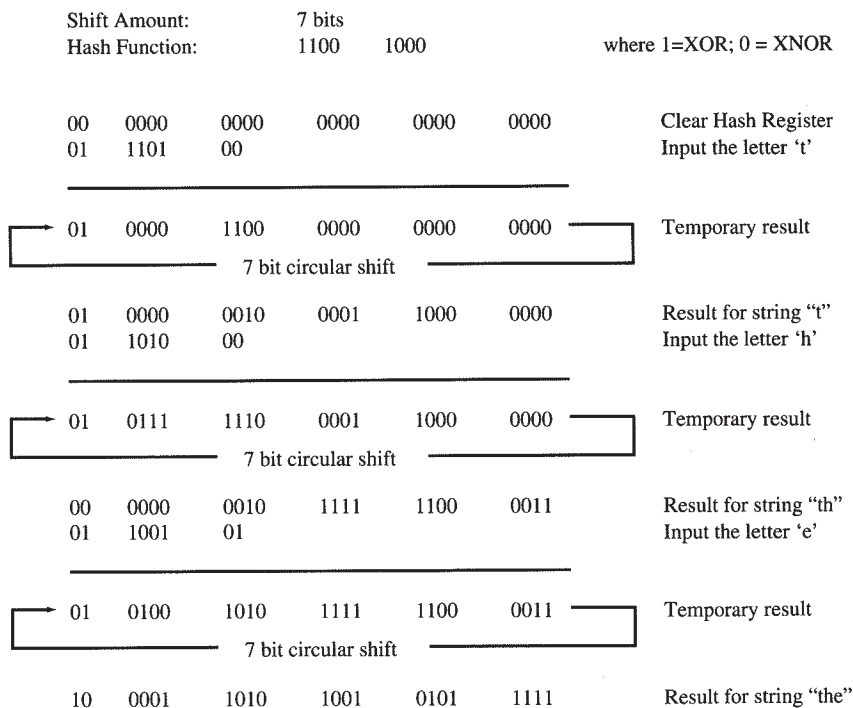 Shift Amount: 7 bits
Hash Function: 1100 1000 where 1=XOR; 0 = XNOR
00 0000 0000 0000 0000 0000 Clear Hash Register
01 1101 00 Input the letter ‘t’
01 0000 1100 0000 0000 0000 Temporary result
7 bit circular shift
01 0000 0010 0001 1000 0000 Result for string “t”
01 1010 00 Input the letter ‘h’
01 0111 1110 0001 1000 0000 Temporary result
7 bit circular shift
00 0000 0010 1111 1100 0011 Result for string “th”
01 1001 01 Input the letter ‘e’
01 0100 1010 1111 1100 0011 Temporary result
7 bit circular shift
10 0001 1010 1001 0101 1111 Result for string “the”